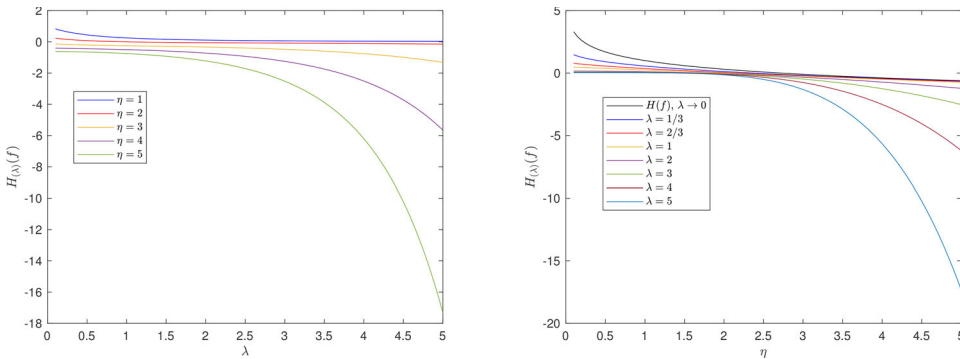 2
0
-2
-4
-6
-8
-10
-12
-14
-16
-18
0 0.5 1 1.5 2 2.5 3 3.5 4 4.5 5
λ
H(λ)(f)
η = 1
η = 2
η = 3
η = 4
η = 5
5
0
-5
-10
-15
-20
0 0.5 1 1.5 2 2.5 3 3.5 4 4.5 5
η
H(λ)(f)
H(f), λ → 0
λ = 1/3
λ = 2/3
λ = 1
λ = 2
λ = 3
λ = 4
λ = 5